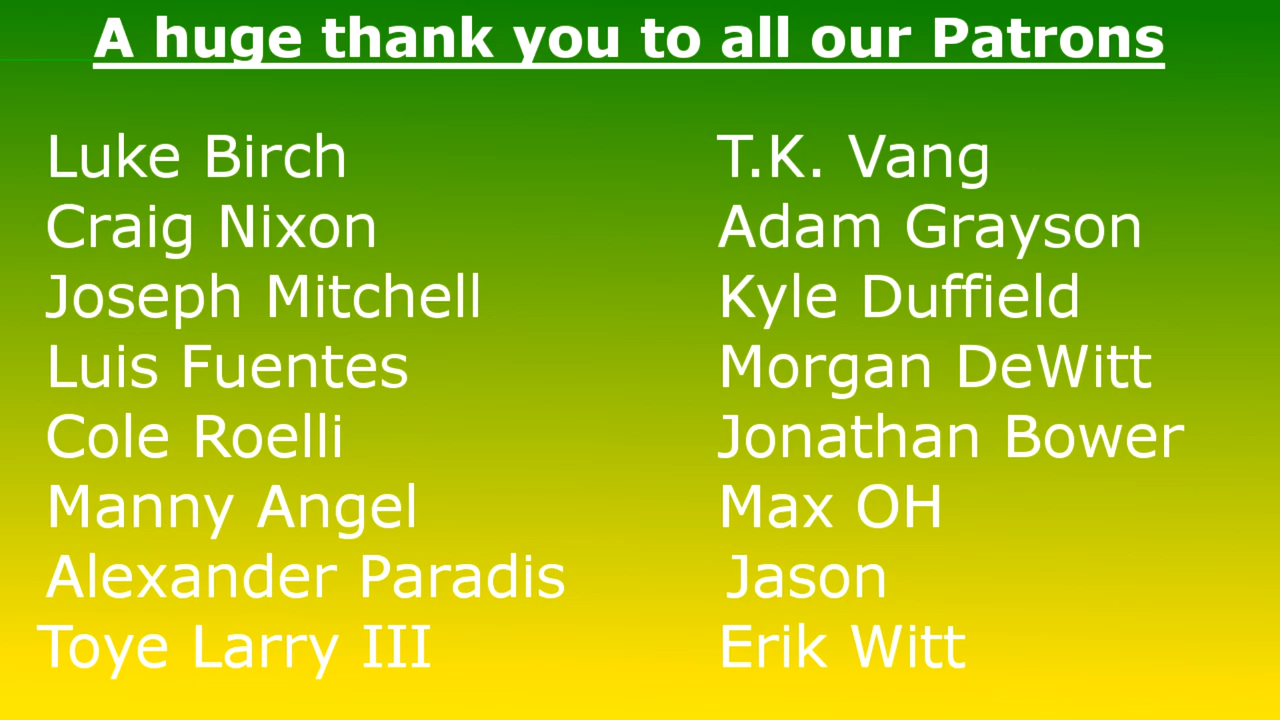 A huge thank you to all our Patrons
Luke Birch
Craig Nixon
Joseph Mitchell
Luis Fuentes
Cole Roelli
Manny Angel
Alexander Paradis
Toye Larry III
T.K. Vang
Adam Grayson
Kyle Duffield
Morgan DeWitt
Jonathan Bower
Max OH
Jason
Erik Witt